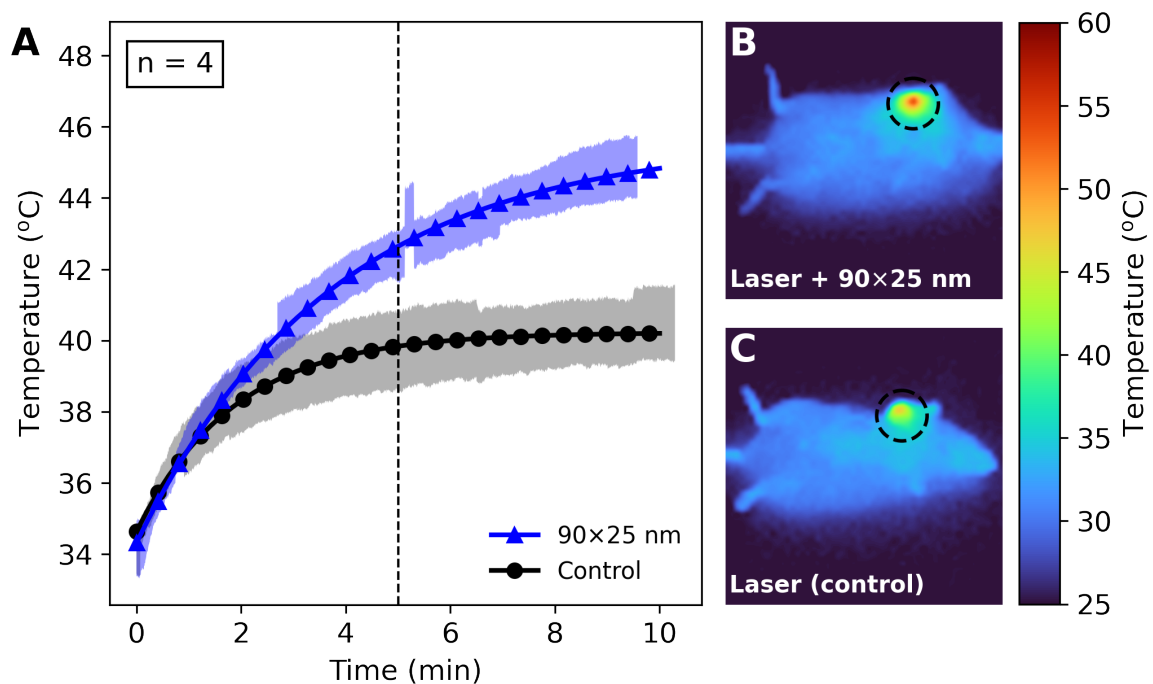 A
n = 4
48
46
44
42
40
38
36
34
Temperature (°C)
0 2 4 6 8 10
Time (min)
90×25 nm
Control
B
Laser + 90×25 nm
C
Laser (control)
60
55
50
45
40
35
30
25
Temperature (°C)